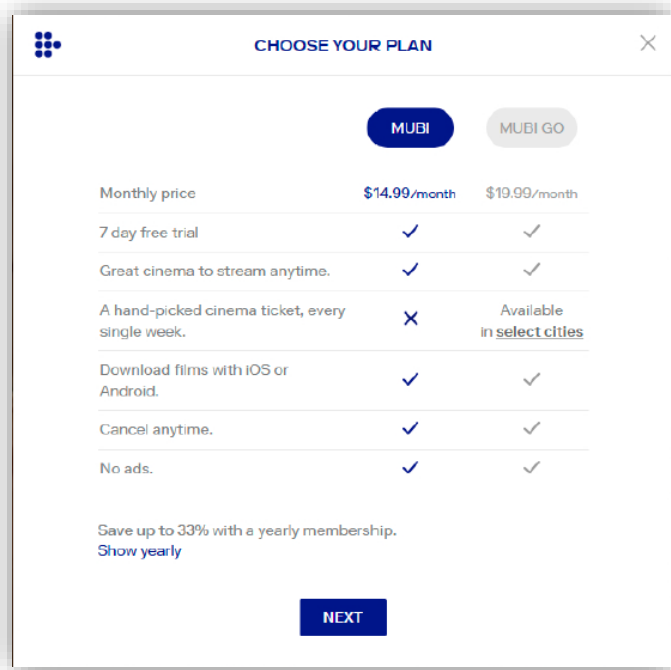 CHOOSE YOUR PLAN
MUBI MUBI GO
Monthly price $14.99/month $19.99/month
7 day free trial
Great cinema to stream anytime.
A hand-picked cinema ticket, every
single week.
Available
in select cities
Download films with iOS or
Android.
Cancel anytime.
No ads.
Save up to 33% with a yearly membership.
Show yearly
NEXT